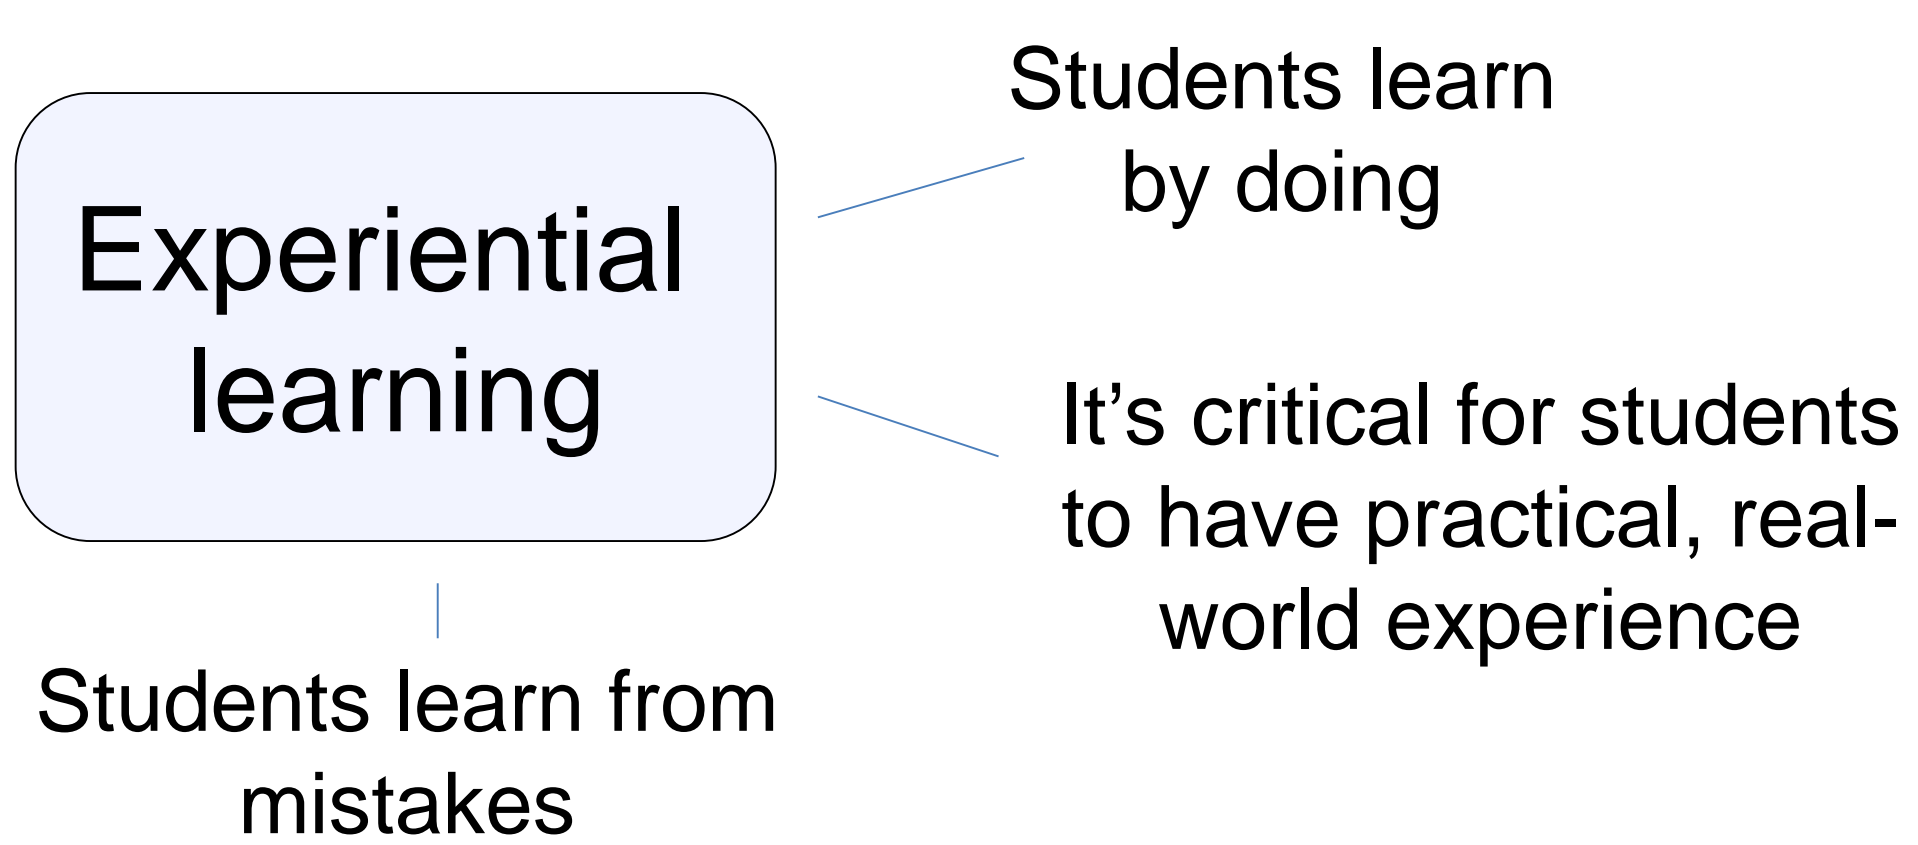 Experiential
learning
Students learn
by doing
It’s critical for students
to have practical, real-
world experience
Students learn from
mistakes